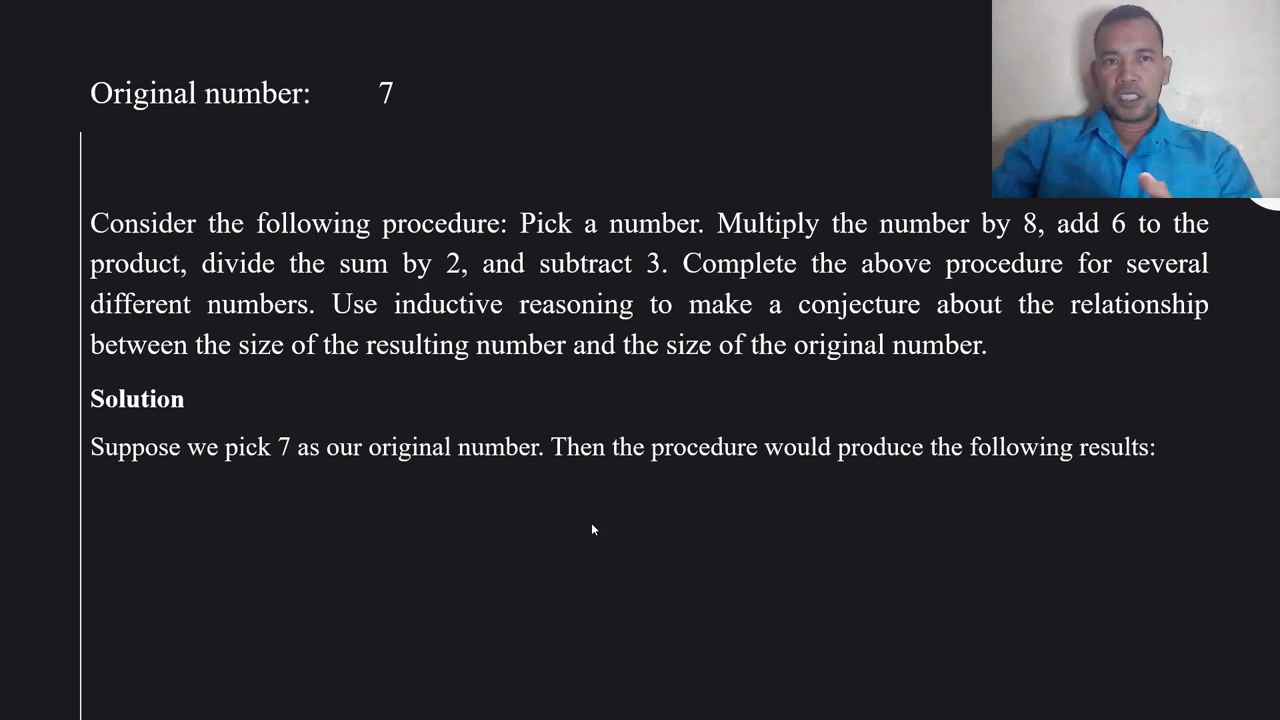 Original number: 7
Consider the following procedure: Pick a number. Multiply the number by 8, add 6 to the
product, divide the sum by 2, and subtract 3. Complete the above procedure for several
different numbers. Use inductive reasoning to make a conjecture about the relationship
between the size of the resulting number and the size of the original number.
Solution
Suppose we pick 7 as our original number. Then the procedure would produce the following results: